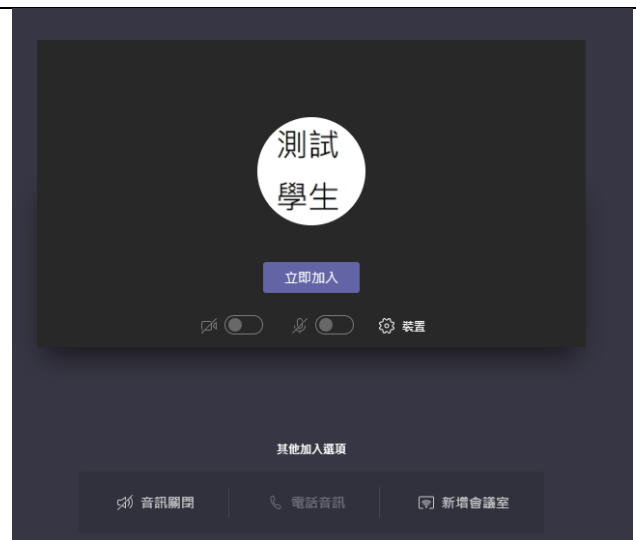 測試
學生
立即加入
裝置
其他加入選項
音訊關閉 電話音訊 新增會議室